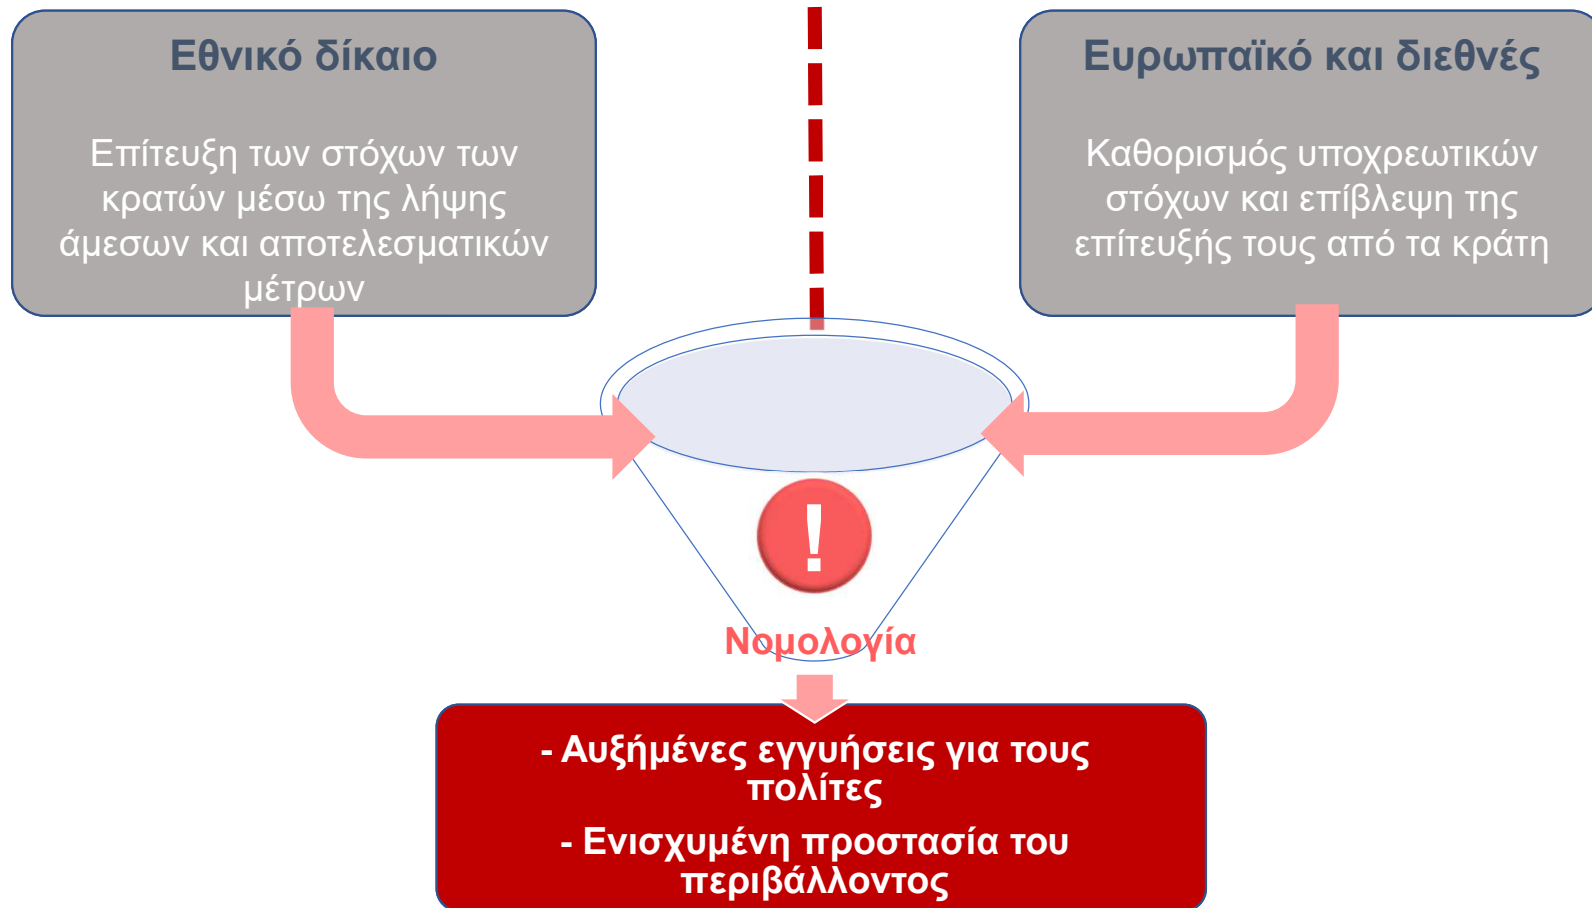 Εθνικό δίκαιο
Επίτευξη των στόχων των
κρατών μέσω της λήψης
άμεσων και αποτελεσματικών
μέτρων
Ευρωπαϊκό και διεθνές
Καθορισμός υποχρεωτικών
στόχων και επίβλεψη της
επίτευξής τους από τα κράτη
!
Νομολογία
- Αυξήμένες εγγυήσεις για τους
πολίτες
- Ενισχυμένη προστασία του
περιβάλλοντος